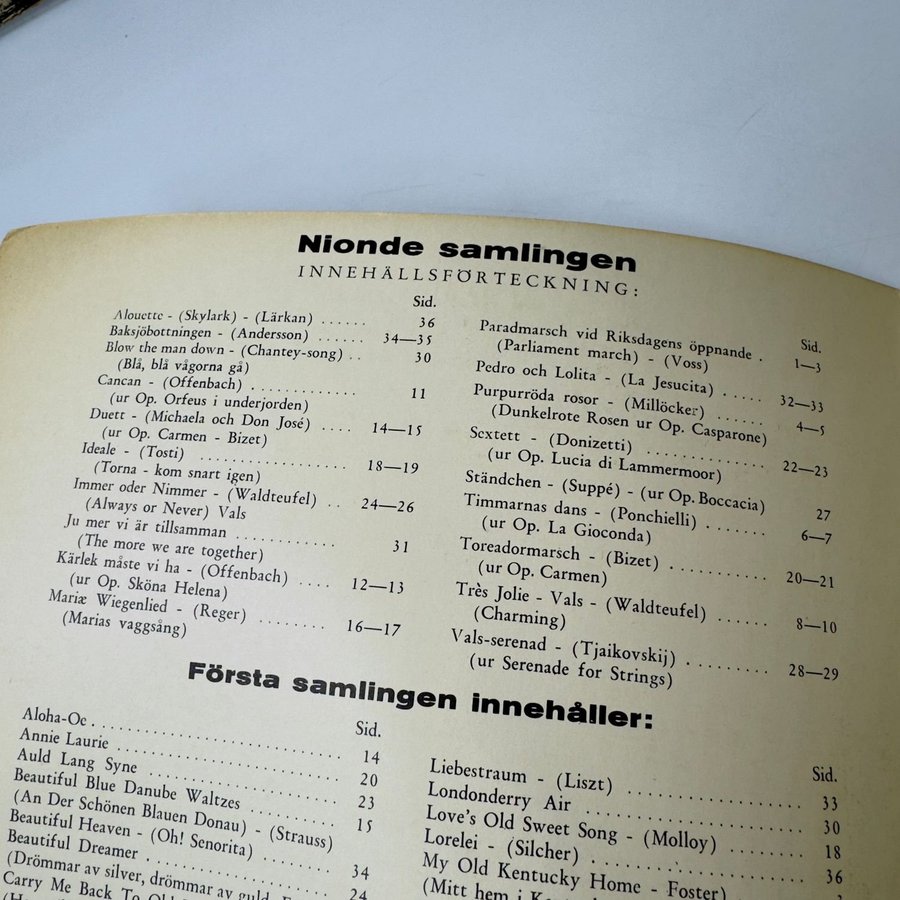 Nionde samlingen
INNEHÅLLSFÖRTECKNING:
Sid.
Alouette - (Skylark) - (Lärkan) ...... 36
Baksjöbottningen - (Andersson) ...... 34—35
Blow the man down - (Chantey-song) .. 30
(Blå, blå vågorna gå)
Cancan - (Offenbach) ............ 11
(ur Op. Orfeus i underjorden)
Duett - (Michaela och Don José) .... 14—15
(ur Op. Carmen - Bizet)
Ideale - (Tosti) .................. 18—19
(Torna - kom snart igen)
Immer oder Nimmer - (Waldteufel) .. 24—26
(Always or Never) Vals
Ju mer vi är tillsamman ............ 31
(The more we are together)
Kärlek måste vi ha - (Offenbach) .... 12—13
(ur Op. Sköna Helena)
Mariæ Wiegenlied - (Reger) ........ 16—17
(Marias vaggsång)
Sid.
Paradmarsch vid Riksdagens öppnande . 1—3
(Parliament march) - (Voss)
Pedro och Lolita - (La Jesucita) ..... 32—33
Purpurröda rosor - (Millöcker) ...... 4—5
(Dunkelrote Rosen ur Op. Casparone)
Sextett - (Donizetti) .............. 22—23
(ur Op. Lucia di Lammermoor)
Ständchen - (Suppé) - (ur Op. Boccacia) 27
Timmarnas dans - (Ponchielli) ....... 6—7
(ur Op. La Gioconda)
Toreadormarsch - (Bizet) ........... 20—21
(ur Op. Carmen)
Très Jolie - Vals - (Waldteufel) ...... 8—10
(Charming)
Vals-serenad - (Tjaikovskij) ......... 28—29
(ur Serenade for Strings)
Första samlingen innehåller:
Sid.
Aloha-Oe ........................ 14
Annie Laurie ...................... 20
Auld Lang Syne .................... 23
Beautiful Blue Danube Waltzes .......... 15
(An Der Schönen Blauen Donau) - (Strauss)
Beautiful Heaven - (Oh! Senorita) ........ 34
Beautiful Dreamer .................. 24
(Drömmar av silver, drömmar av guld
Carry Me Back To
Sid.
Liebestraum - (Liszt) .................. 33
Londonderry Air ...................... 30
Love's Old Sweet Song - (Molloy) ........ 18
Lorelei - (Silcher) .................... 36
My Old Kentucky Home - Foster)
(Mitt hem i